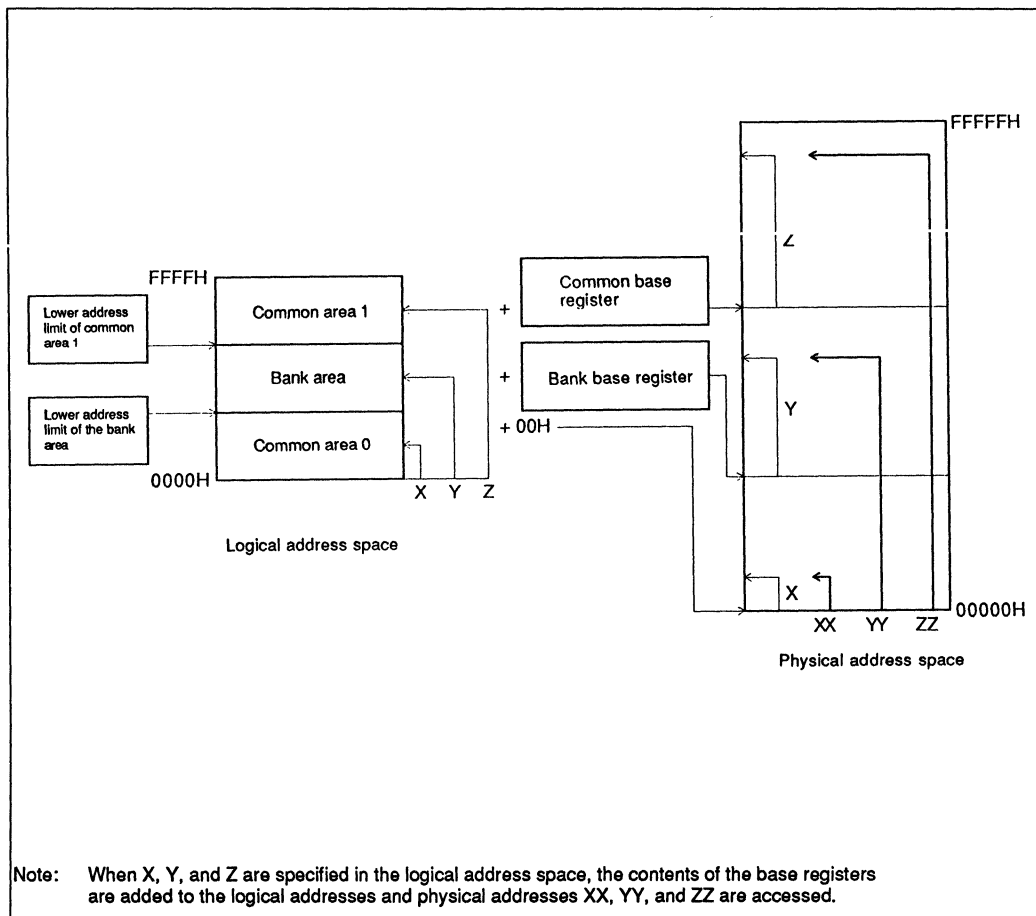 FFFFFH
Z
FFFFH
Common base
register
Lower address
limit of common
area 1
Common area 1
+
Bank area
+
Bank base register
Y
Lower address
limit of the bank
area
Common area 0
+ 00H
0000H
X Y Z
Logical address space
X
00000H
XX YY ZZ
Physical address space
Note: When X, Y, and Z are specified in the logical address space, the contents of the base registers
are added to the logical addresses and physical addresses XX, YY, and ZZ are accessed.